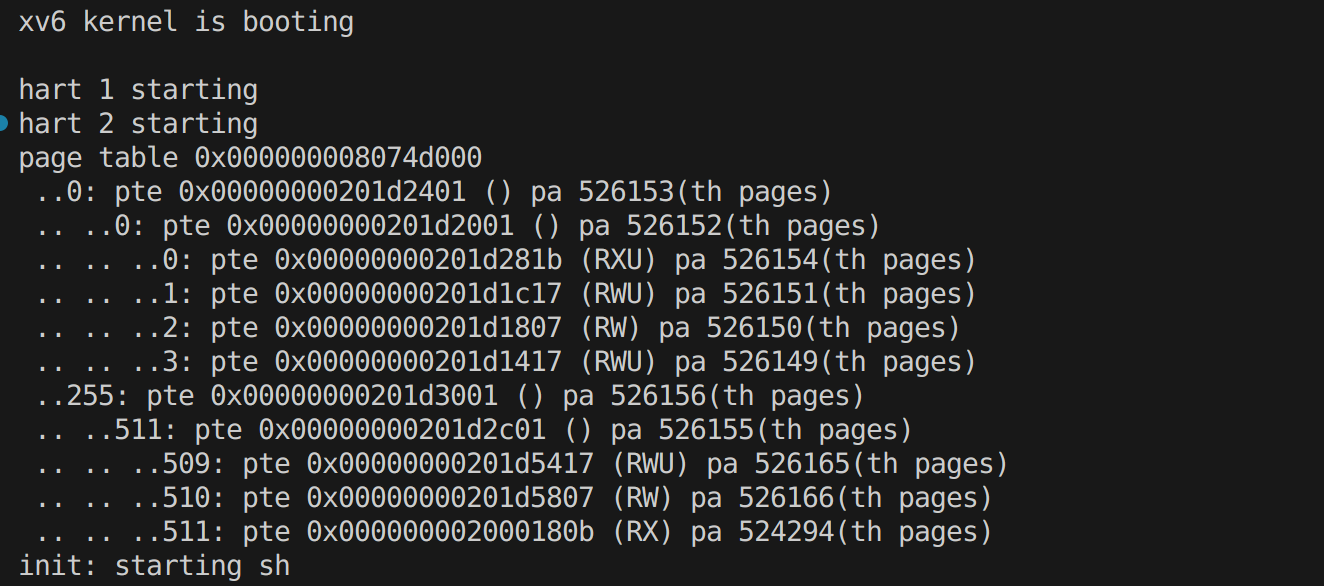 xv6 kernel is booting
hart 1 starting
hart 2 starting
page table 0x000000008074d000
..0: pte 0x00000000201d2401 () pa 526153(th pages)
.. ..0: pte 0x00000000201d2001 () pa 526152(th pages)
.. .. ..0: pte 0x00000000201d281b (RXU) pa 526154(th pages)
.. .. ..1: pte 0x00000000201d1c17 (RWU) pa 526151(th pages)
.. .. ..2: pte 0x00000000201d1807 (RW) pa 526150(th pages)
.. .. ..3: pte 0x00000000201d1417 (RWU) pa 526149(th pages)
..255: pte 0x00000000201d3001 () pa 526156(th pages)
.. ..511: pte 0x00000000201d2c01 () pa 526155(th pages)
.. .. ..509: pte 0x00000000201d5417 (RWU) pa 526165(th pages)
.. .. ..510: pte 0x00000000201d5807 (RW) pa 526166(th pages)
.. .. ..511: pte 0x000000002000180b (RX) pa 524294(th pages)
init: starting sh